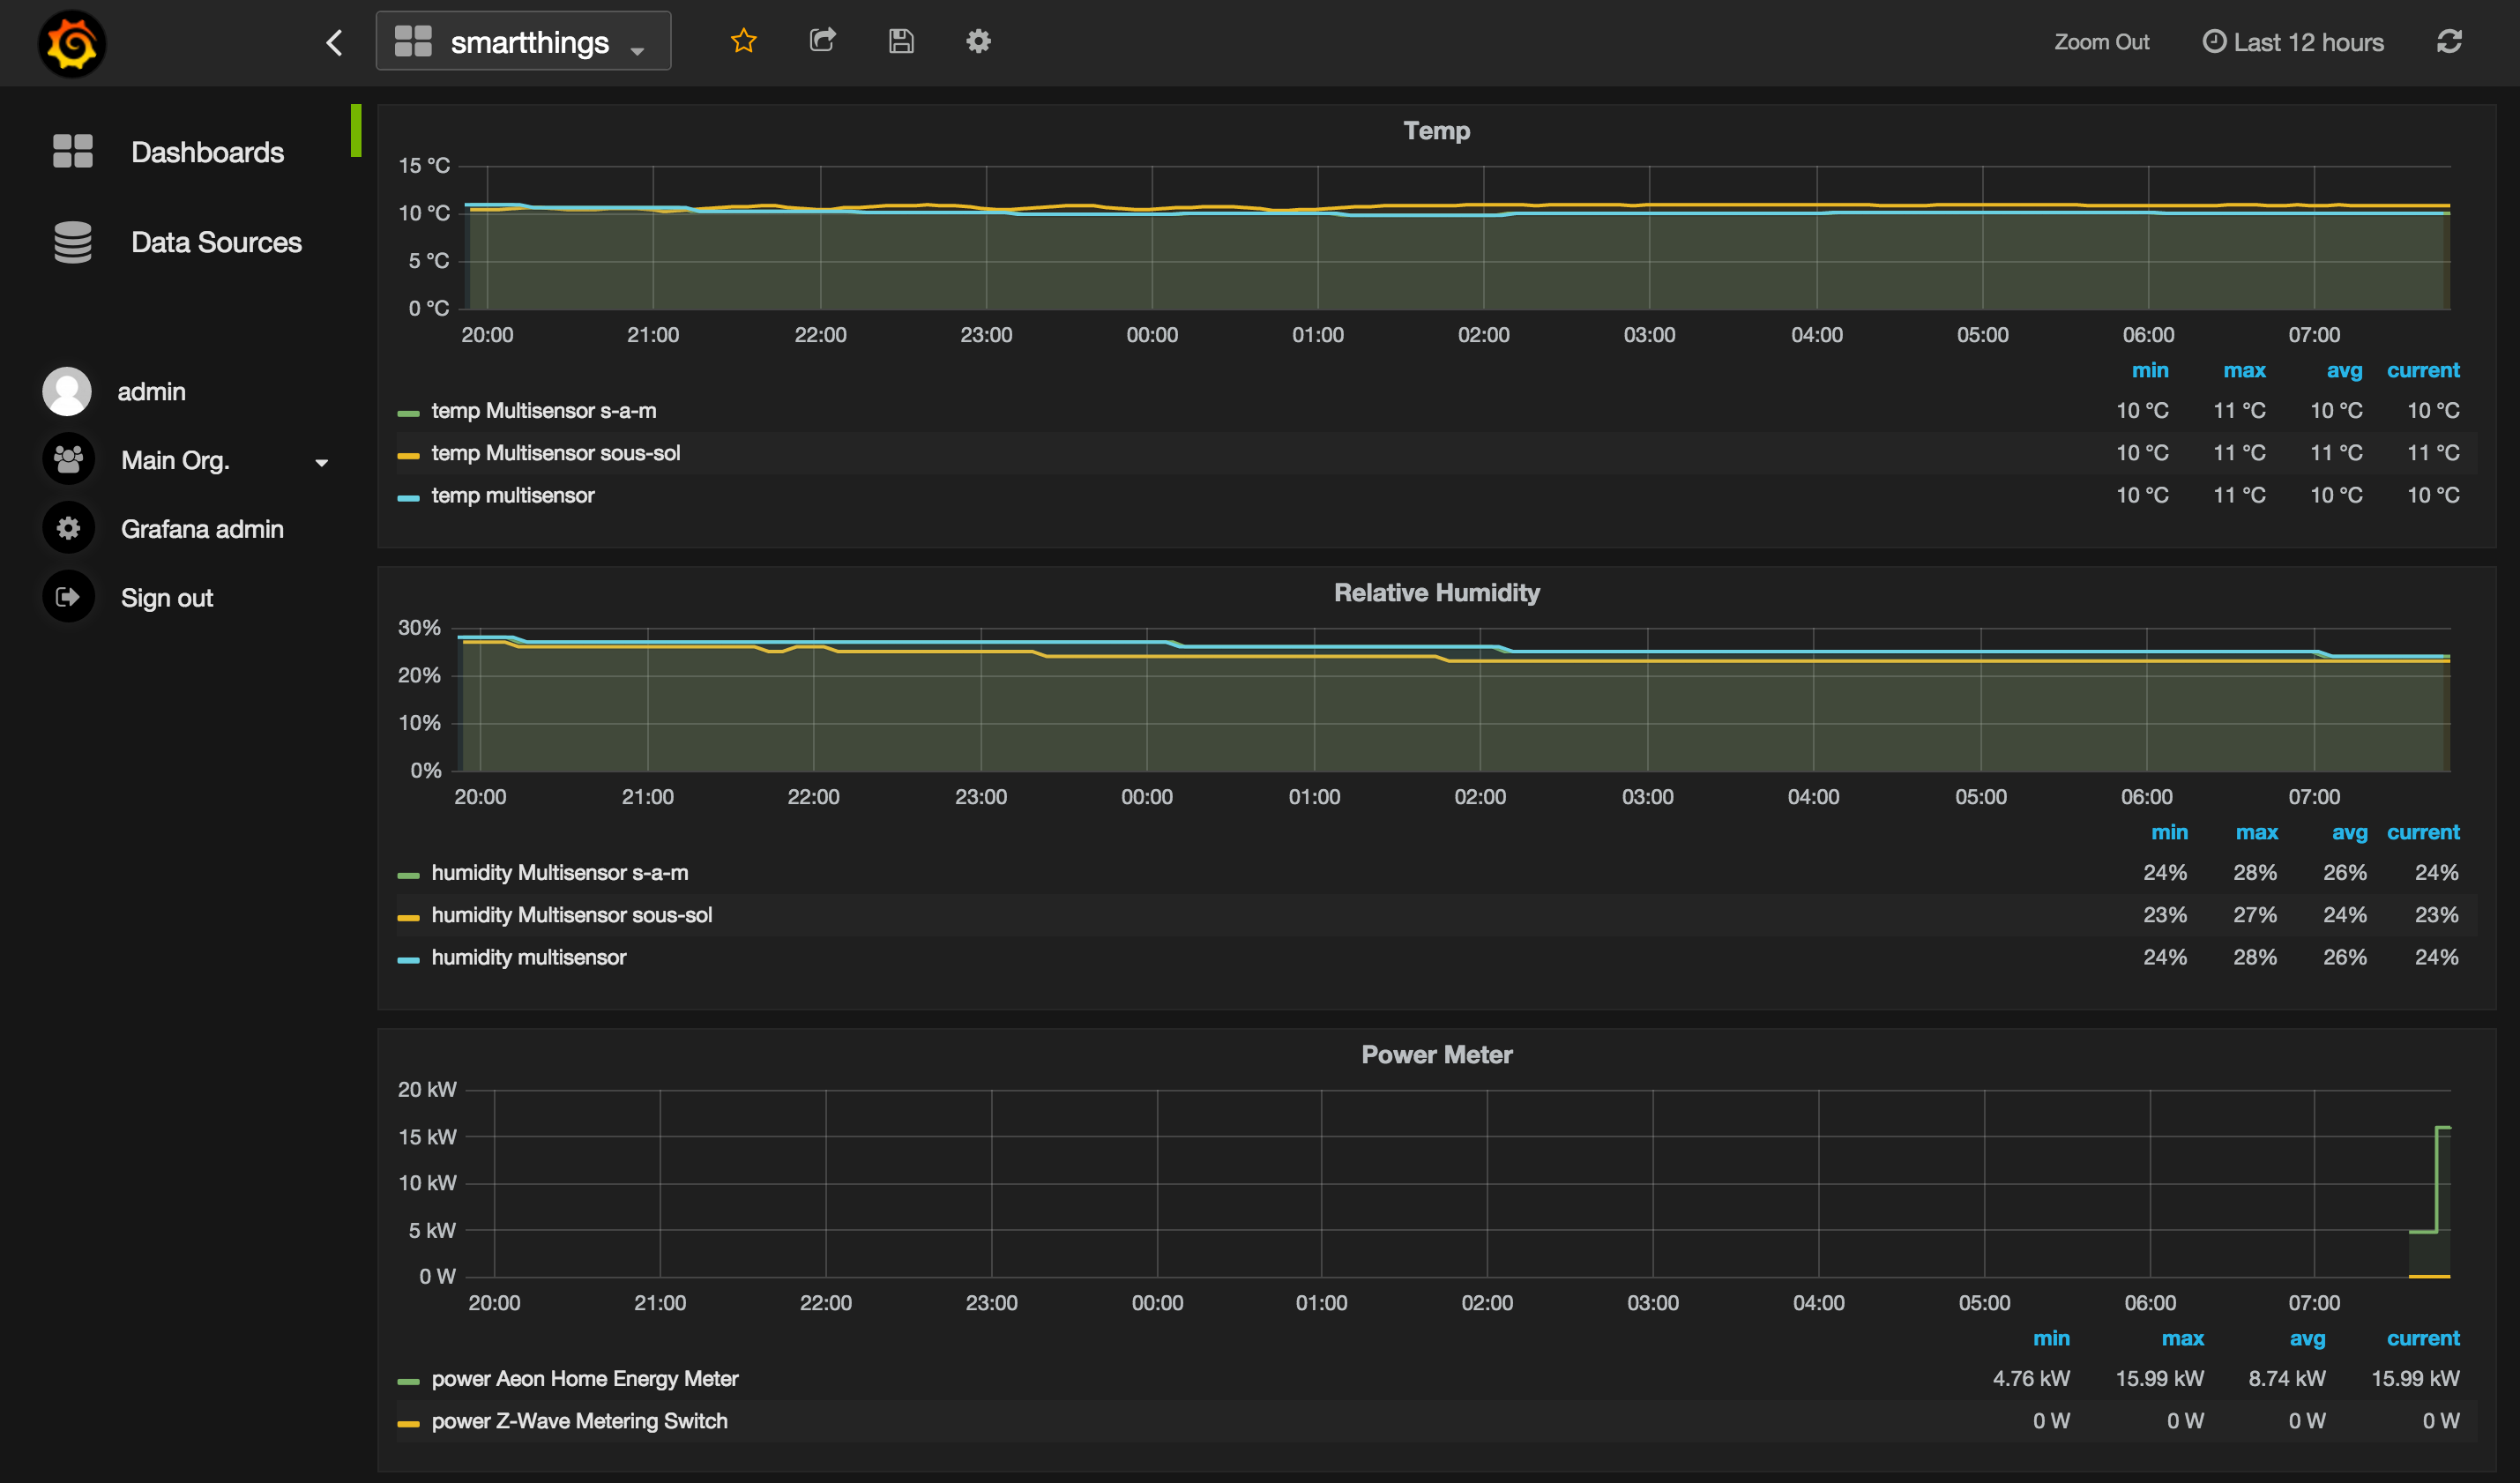 smartthings
Zoom Out
Last 12 hours
Dashboards
Data Sources
admin
Main Org.
Grafana admin
Sign out
Temp
15 °C
10 °C
5 °C
0 °C
20:00 21:00 22:00 23:00 00:00 01:00 02:00 03:00 04:00 05:00 06:00 07:00
min max avg current
temp Multisensor s-a-m 10 °C 11 °C 10 °C 10 °C
temp Multisensor sous-sol 10 °C 11 °C 11 °C 11 °C
temp multisensor 10 °C 11 °C 10 °C 10 °C
Relative Humidity
30%
20%
10%
0%
20:00 21:00 22:00 23:00 00:00 01:00 02:00 03:00 04:00 05:00 06:00 07:00
min max avg current
humidity Multisensor s-a-m 24% 28% 26% 24%
humidity Multisensor sous-sol 23% 27% 24% 23%
humidity multisensor 24% 28% 26% 24%
Power Meter
20 kW
15 kW
10 kW
5 kW
0 W
20:00 21:00 22:00 23:00 00:00 01:00 02:00 03:00 04:00 05:00 06:00 07:00
min max avg current
power Aeon Home Energy Meter 4.76 kW 15.99 kW 8.74 kW 15.99 kW
power Z-Wave Metering Switch 0 W 0 W 0 W 0 W